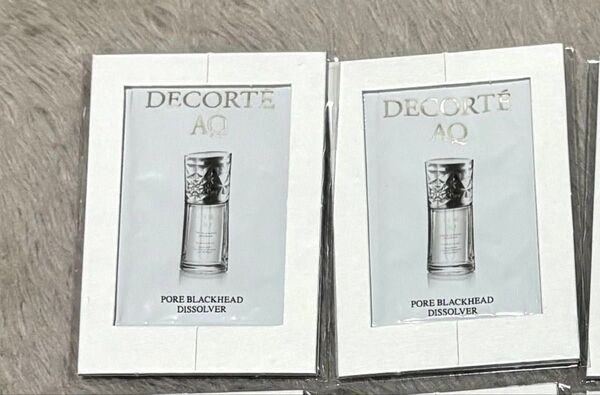 DECORTÉ
AQ
PORE BLACKHEAD
DISSOLVER
DECORTÉ
AQ
PORE BLACKHEAD
DISSOLVER